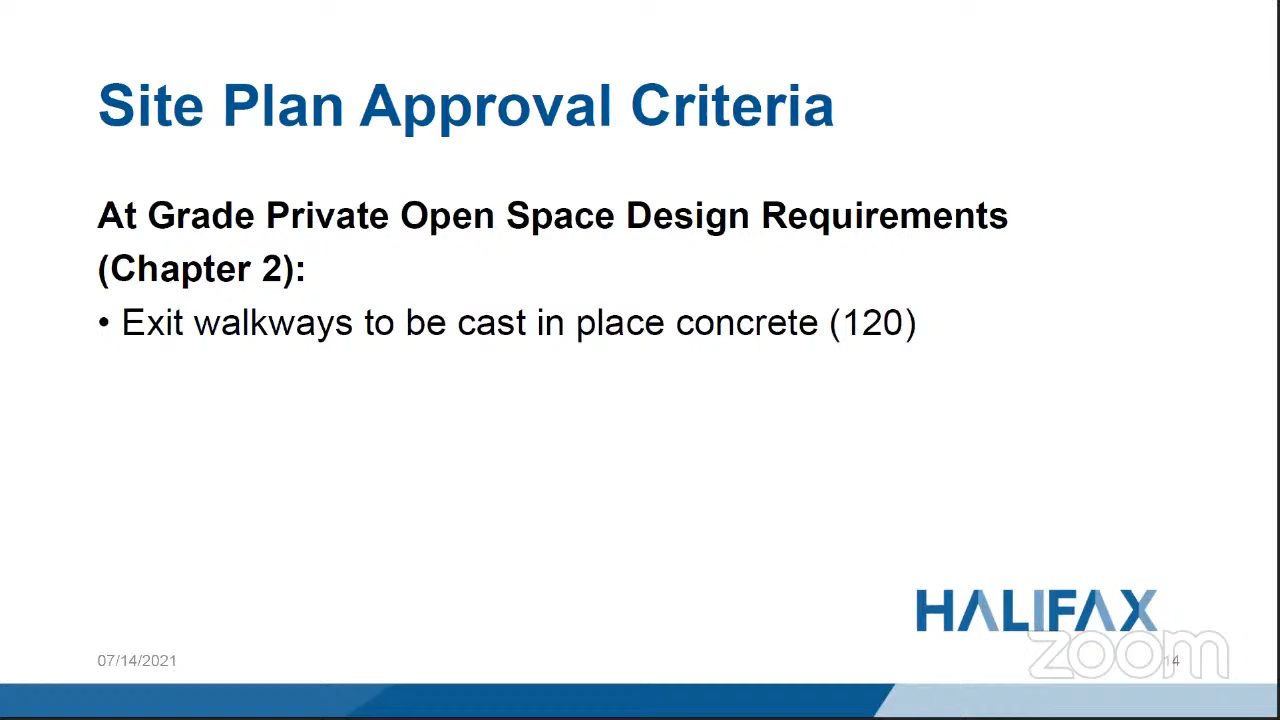 Site Plan Approval Criteria
At Grade Private Open Space Design Requirements
(Chapter 2):
• Exit walkways to be cast in place concrete (120)
HALIFAX
zoom
07/14/2021
14